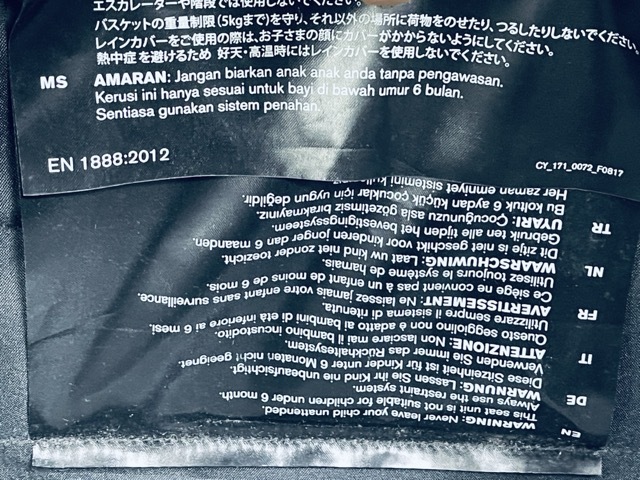 エスカレーターや階段では使用しないでください。
バスケットの重量制限(5kgまで)を守り、それ以外の場所に荷物をのせたり、つるしたりしないでください。
レインカバーをご使用の際は、お子さまの顔にカバーがかからないようにしてください。
熱中症を避けるため 好天・高温時にはレインカバーを使用しないでください。
MS AMARAN: Jangan biarkan anak anak anda tanpa pengawasan.
Kerusi ini hanya sesuai untuk bayi di bawah umur 6 bulan.
Sentiasa gunakan sistem penahan.
EN 1888:2012
CY_171_0072_F0817
EN WARNING: Never leave your child unattended.
This seat unit is not suitable for children under 6 month.
Always use the restraint system.
DE WARNUNG: Lassen Sie ihr Kind nie unbeaufsichtigt.
Diese Sitzeinheit ist für Kinder unter 6 Monaten nicht geeignet.
Verwenden Sie immer das Rückhaltesystem.
IT ATTENZIONE: Non lasciare mai il bambino incustodito.
Questo seggiolino non è adatto ai bambini di età inferiore ai 6 mesi.
Utilizzare sempre il sistema di ritenuta.
FR AVERTISSEMENT: Ne laissez jamais votre enfant sans surveillance.
Ce siège ne convient pas à un enfant de moins de 6 mois.
Utilisez toujours le système de harnais.
NL WAARSCHUWING: Laat uw kind niet zonder toezicht.
Dit zitje is niet geschikt voor kinderen jonger dan 6 maanden.
Gebruik ten alle tijden het bevestigingssysteem.
TR UYARI: Çocuğunuzu asla gözetimsiz bırakmayınız.
Bu koltuk 6 aydan küçük çocuklar için uygun değildir.
Her zaman emniyet sistemini